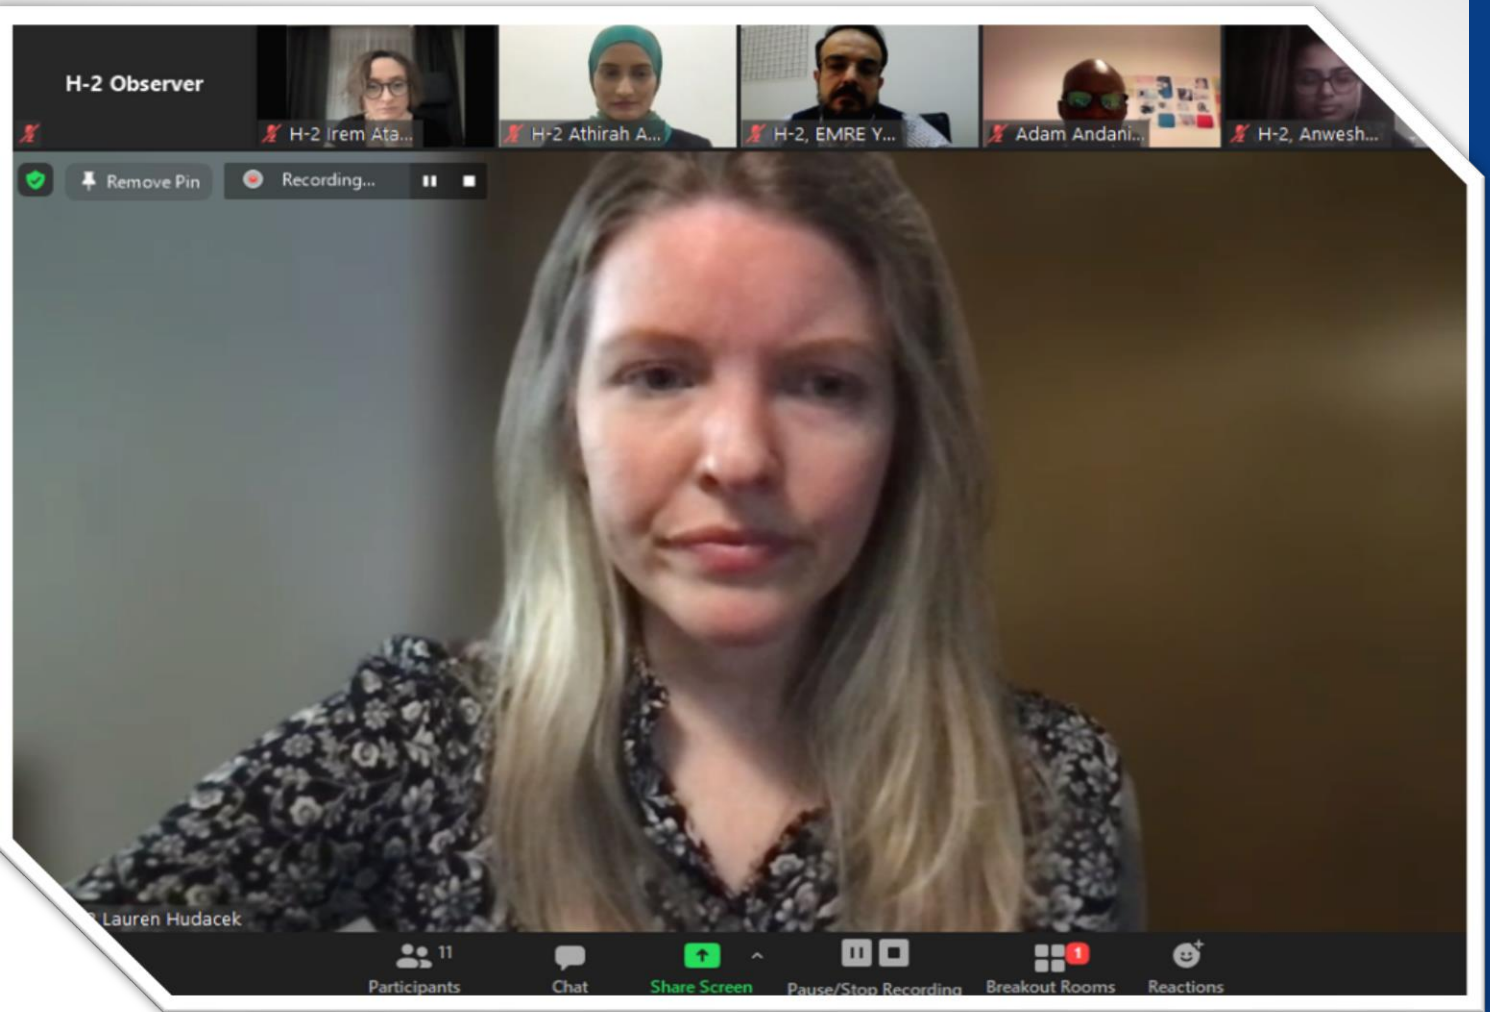 H-2 Observer
H-2 Irem Ata...
H-2 Athirah A...
H-2, EMRE Y...
Adam Andani...
H-2, Anwesh...
Remove Pin
Recording...
Lauren Hudacek
11
Participants
Chat
Share Screen
Pause/Stop Recording
1
Breakout Rooms
Reactions